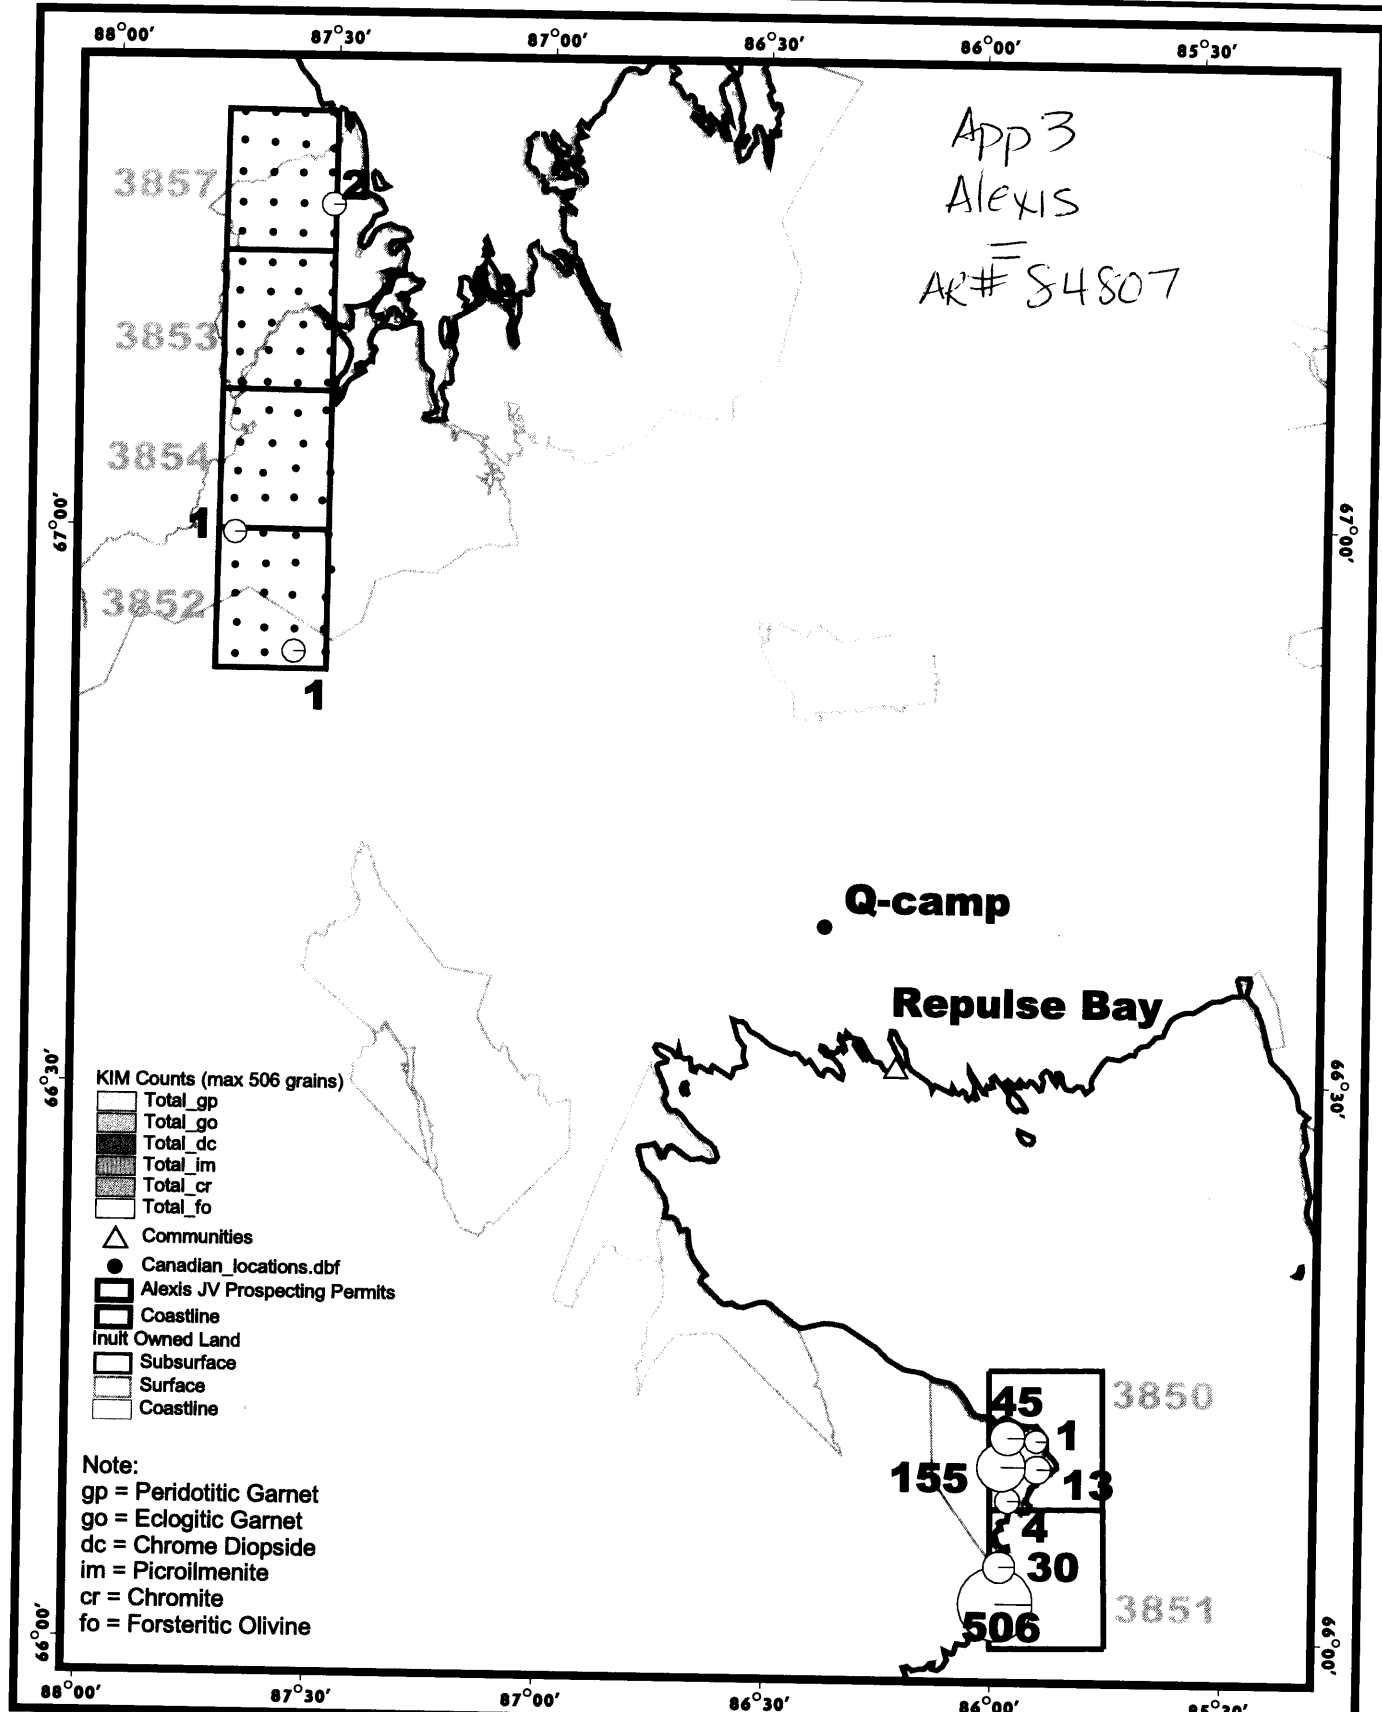 88°00′ 87°30′ 87°00′ 86°30′ 86°00′ 85°30′
App 3
Alexis
AR# 84807
3857
2
3853
3854
1
67°00′ 67°00′
3852
1
Q-camp
Repulse Bay
66°30′ 66°30′
KIM Counts (max 506 grains)
Total_gp
Total_go
Total_dc
Total_im
Total_cr
Total_fo
Communities
Canadian_locations.dbf
Alexis JV Prospecting Permits
Coastline
Inuit Owned Land
Subsurface
Surface
Coastline
3850
45
1
155
13
4
30
3851
506
Note:
gp = Peridotitic Garnet
go = Eclogitic Garnet
dc = Chrome Diopside
im = Picroilmenite
cr = Chromite
fo = Forsteritic Olivine
66°00′ 66°00′
88°00′ 87°30′ 87°00′ 86°30′ 86°00′ 85°30′